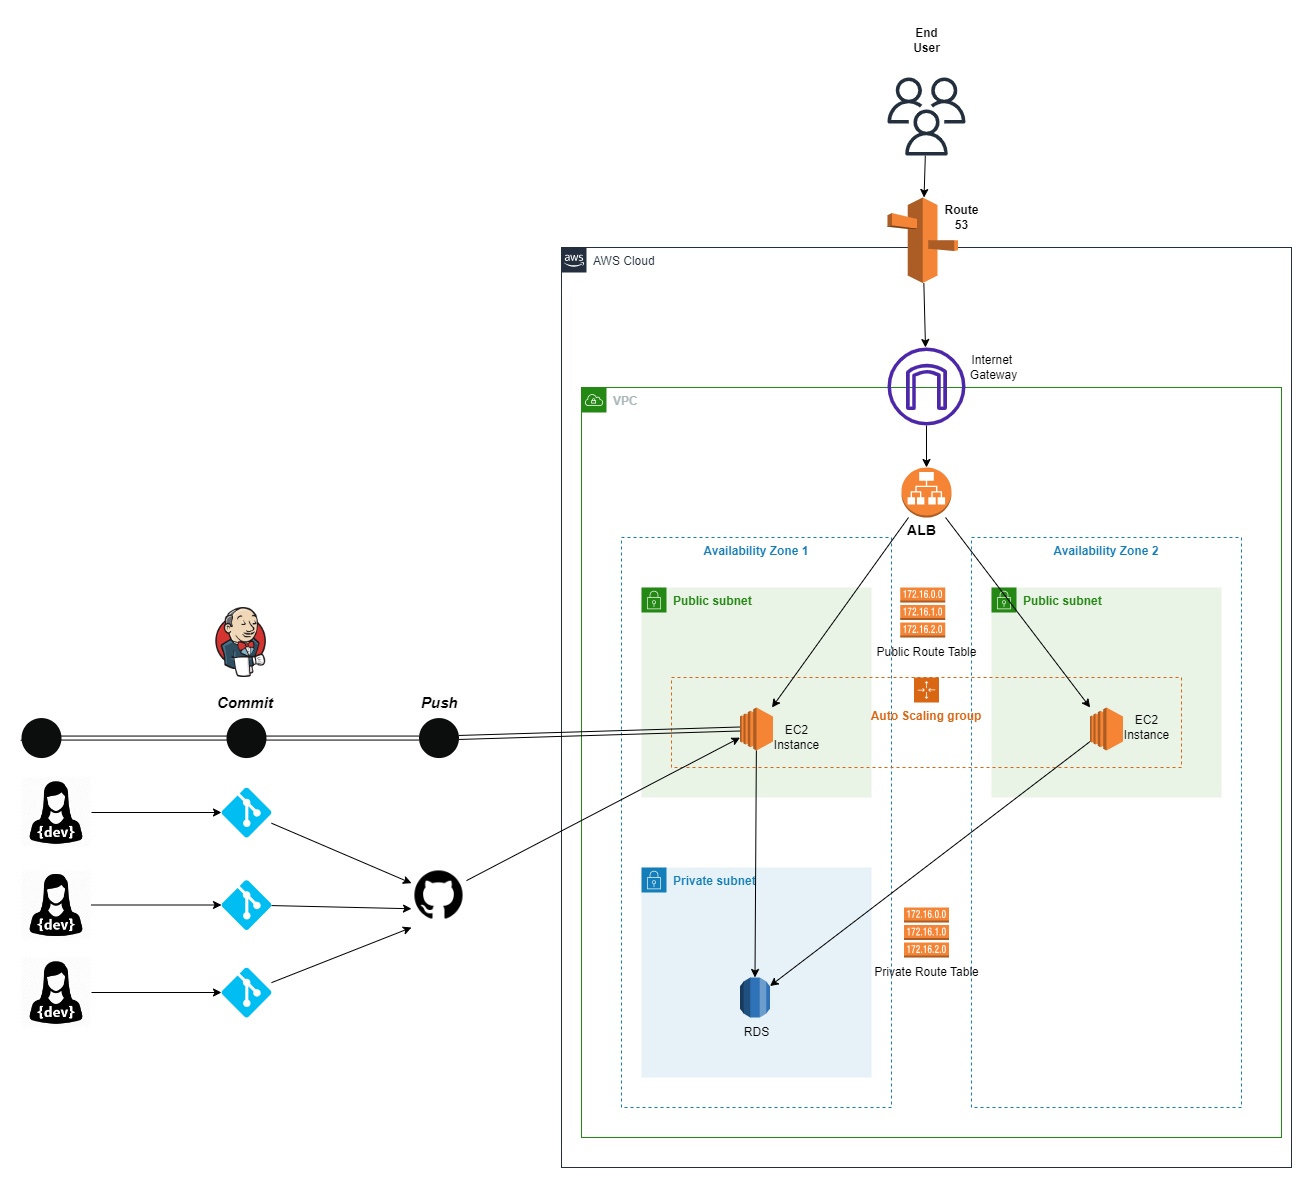 End
User
Route
53
aws
AWS Cloud
Internet
Gateway
VPC
ALB
Availability Zone 1
Availability Zone 2
Public subnet
172.16.0.0
172.16.1.0
172.16.2.0
Public Route Table
Public subnet
Auto Scaling group
EC2
Instance
EC2
Instance
Commit
Push
{dev}
{dev}
{dev}
Private subnet
172.16.0.0
172.16.1.0
172.16.2.0
Private Route Table
RDS